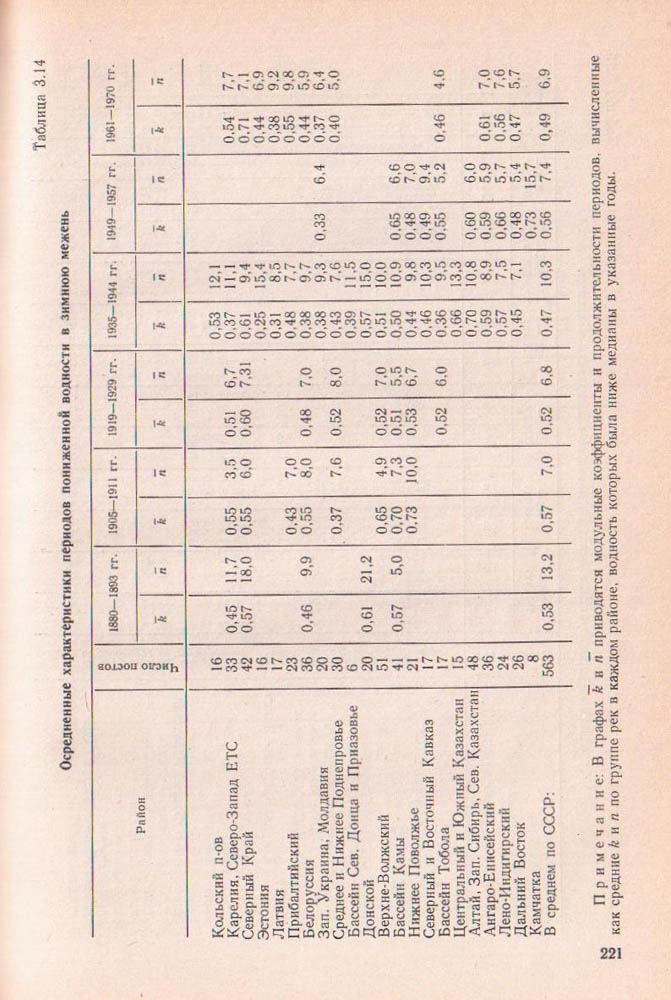 Таблица 3.14
Осредненные характеристики периодов пониженной водности в зимнюю межень
Район Число постов 1880—1893 гг. 1905—1911 гг. 1919—1929 гг. 1935—1944 гг. 1949—1957 гг. 1961—1970 гг.
k̅ n̅ k̅ n̅ k̅ n̅ k̅ n̅ k̅ n̅ k̅ n̅
Кольский п-ов 16 0,53 12,1
Карелия, Северо-Запад ЕТС 33 0,45 11,7 0,55 3.5 0,51 6,7 0,37 11,1 0,54 7,7
Северный Край 42 0,57 18,0 0,55 6,0 0,60 7,31 0,61 9,4 0,71 7,1
Эстония 16 0,25 15,4 0,44 6,9
Латвия 17 0,31 8,5 0,38 9,2
Прибалтийский 23 0,43 7,0 0,48 7,7 0,55 9,8
Белоруссия 36 0,46 9,9 0,55 8,0 0,48 7,0 0,38 9,7 0,44 5,9
Зап. Украина, Молдавия 20 0,38 9,3 0,33 6,4 0,37 6,4
Среднее и Нижнее Поднепровье 30 0,37 7,6 0,52 8,0 0,43 7,6 0,40 5,0
Бассейн Сев. Донца и Приазовье 6 0,39 11,5
Донской 20 0,61 21,2 0,57 15,0
Верхне-Волжский 51 0,65 4,9 0,52 7,0 0,51 10,0
Бассейн Камы 41 0,57 5,0 0,70 7,3 0,51 5,5 0,50 10,9 0,65 6,6
Нижнее Поволжье 21 0,73 10,0 0,53 6,7 0,44 9,8 0,48 7,0
Северный и Восточный Кавказ 17 0,46 10,3 0,49 9,4
Бассейн Тобола 17 0,52 6,0 0,36 9,5 0,55 5,2 0,46 4,6
Центральный и Южный Казахстан 15 0,66 13,3
Алтай, Зап. Сибирь, Сев. Казахстан 48 0,70 10,8 0,60 6,0
Ангаро-Енисейский 36 0,59 8,9 0,59 5,9 0,61 7,0
Лено-Индигирский 24 0,57 7,5 0,66 5,7 0,56 7,6
Дальний Восток 26 0,45 7,1 0,48 5,4 0,47 5,7
Камчатка 8 0,73 15,7
В среднем по СССР: 563 0,53 13,2 0,57 7,0 0,52 6,8 0,47 10,3 0,56 7,4 0,49 6,9
Примечание: В графах k̅ и n̅ приводятся модульные коэффициенты и продолжительности периодов, вычисленные
как средние k и n по группе рек в каждом районе, водность которых была ниже медианы в указанные годы.
221